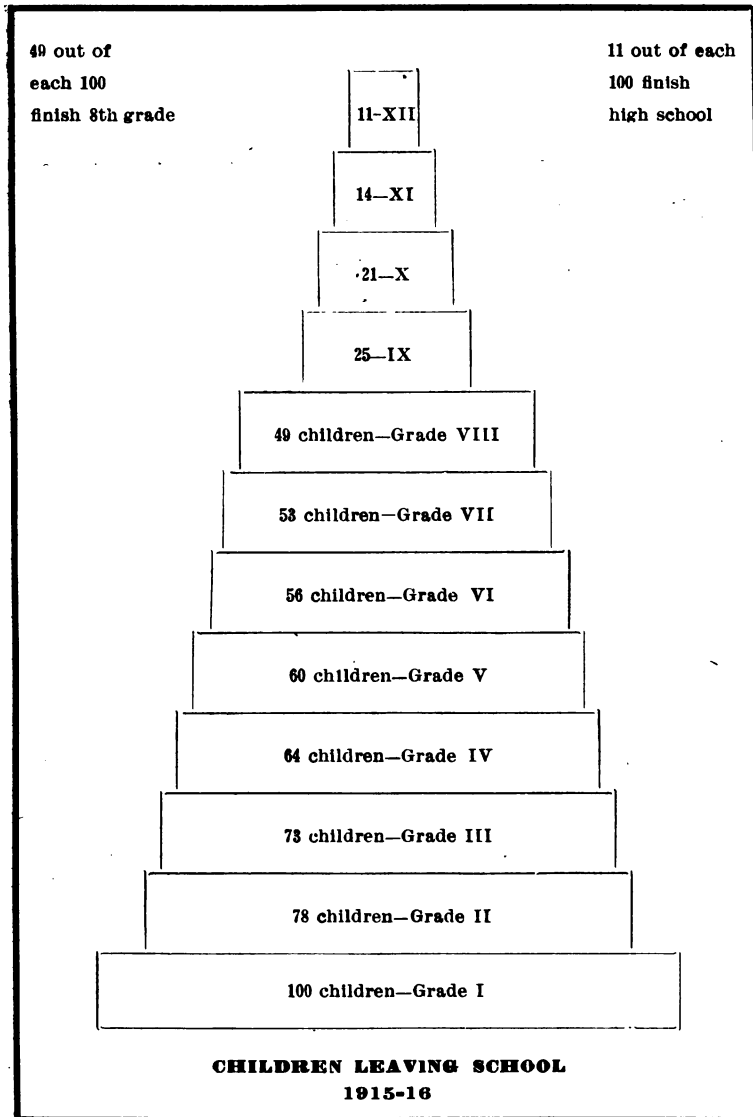 49 out of
each 100
finish 8th grade
11 out of each
100 finish
high school
11-XII
14—XI
21—X
25—IX
49 children—Grade VIII
53 children—Grade VII
56 children—Grade VI
60 children—Grade V
64 children—Grade IV
73 children—Grade III
78 children—Grade II
100 children—Grade I
CHILDREN LEAVING SCHOOL
1915-16